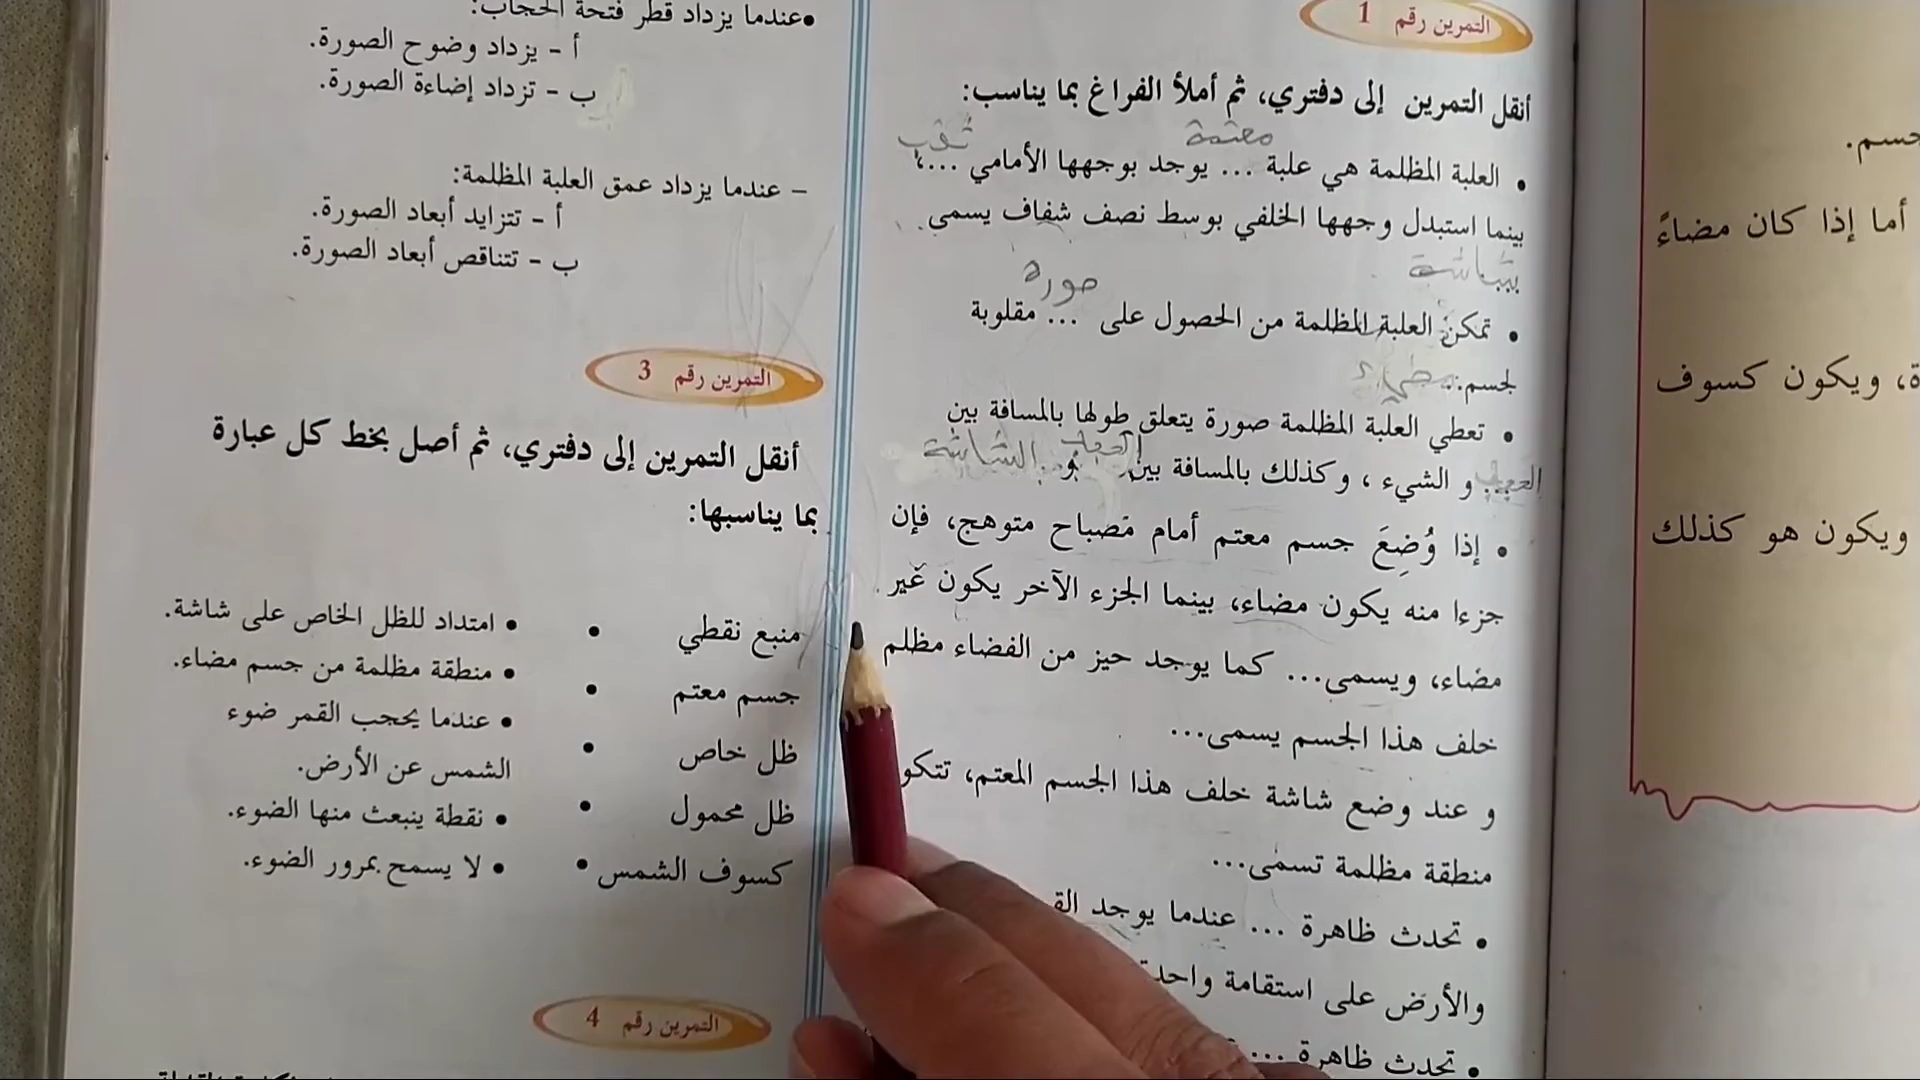 التمرين رقم 1
أنقل التمرين إلى دفتري، ثم أملأ الفراغ بما يناسب:
معتمة ثقب
• العلبة المظلمة هي علبة ... يوجد بوجهها الأمامي ...،
بينما استبدل وجهها الخلفي بوسط نصف شفاف يسمى
صورة
• تمكن العلبة المظلمة من الحصول على ... مقلوبة
لجسم..
• تعطي العلبة المظلمة صورة يتعلق طولها بالمسافة بين
الشاشة
... و الشيء ، وكذلك بالمسافة بين و..
• إذا وُضِعَ جسم معتم أمام مصباح متوهج، فإن
جزءا منه يكون مضاء، بينما الجزء الآخر يكون غير
مضاء، ويسمى... كما يوجد حيز من الفضاء مظلم
خلف هذا الجسم يسمى...
و عند وضع شاشة خلف هذا الجسم المعتم، تتكو
منطقة مظلمة تسمى...
• تحدث ظاهرة ... عندما يوجد الق
والأرض على استقامة واحدة
• تحدث ظاهرة ...
• عندما يزداد قطر فتحة الحجاب:
أ - يزداد وضوح الصورة.
ب - تزداد إضاءة الصورة.
– عندما يزداد عمق العلبة المظلمة:
أ - تتزايد أبعاد الصورة.
ب - تتناقص أبعاد الصورة.
التمرين رقم 3
أنقل التمرين إلى دفتري، ثم أصل بخط كل عبارة
بما يناسبها:
منبع نقطي • • امتداد للظل الخاص على شاشة.
جسم معتم • • منطقة مظلمة من جسم مضاء.
ظل خاص • • عندما يحجب القمر ضوء
الشمس عن الأرض.
ظل محمول • • نقطة ينبعث منها الضوء.
كسوف الشمس • • لا يسمح بمرور الضوء.
التمرين رقم 4
جسم.
أما إذا كان مضاءً
ة، ويكون كسوف
ويكون هو كذلك